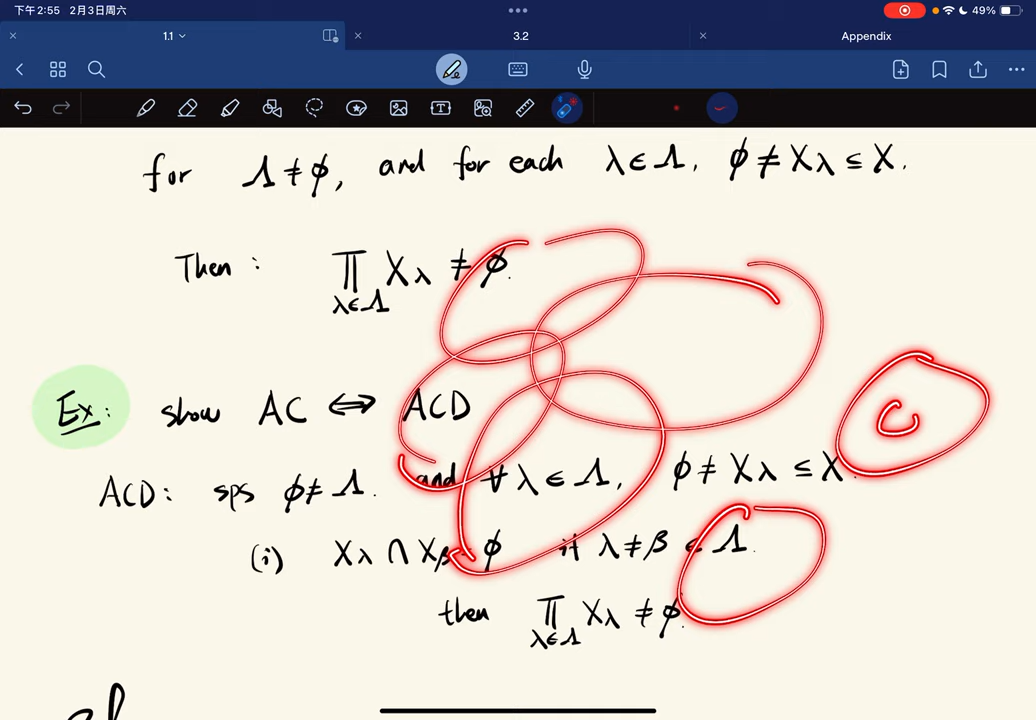 下午2:55 2月3日周六
49%
1.1
3.2
Appendix
for Λ ≠ φ, and for each λ ∈ Λ, φ ≠ Xλ ⊆ X.
Then : ∏ Xλ ≠ φ.
λ∈Λ
Ex: show AC ⇔ ACD
ACD: sps φ ≠ Λ. and ∀ λ ∈ Λ, φ ≠ Xλ ⊆ X
(i) Xλ ∩ Xβ = φ if λ ≠ β ∈ Λ.
then ∏ Xλ ≠ φ.
λ∈Λ